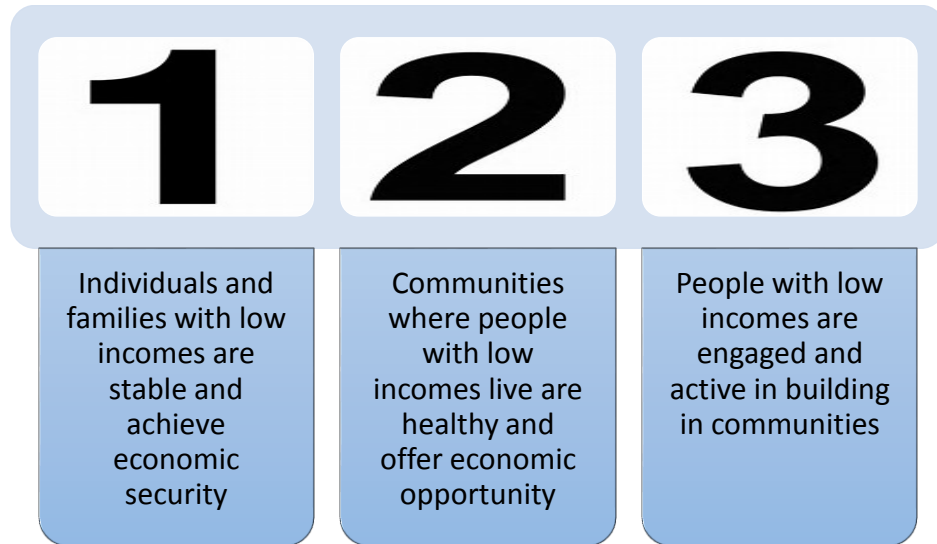 1
Individuals and
families with low
incomes are
stable and
achieve
economic
security
2
Communities
where people
with low
incomes live are
healthy and
offer economic
opportunity
3
People with low
incomes are
engaged and
active in building
in communities